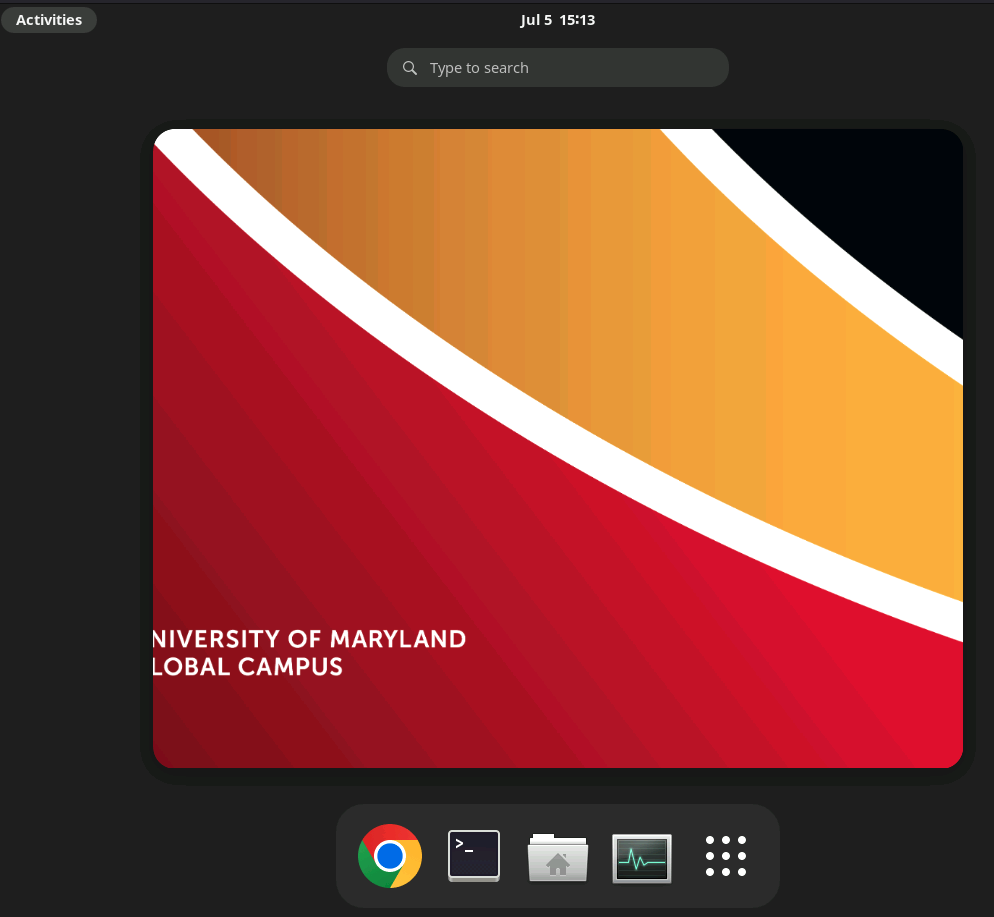 Activities
Jul 5 15:13
Type to search
NIVERSITY OF MARYLAND
LOBAL CAMPUS
>_